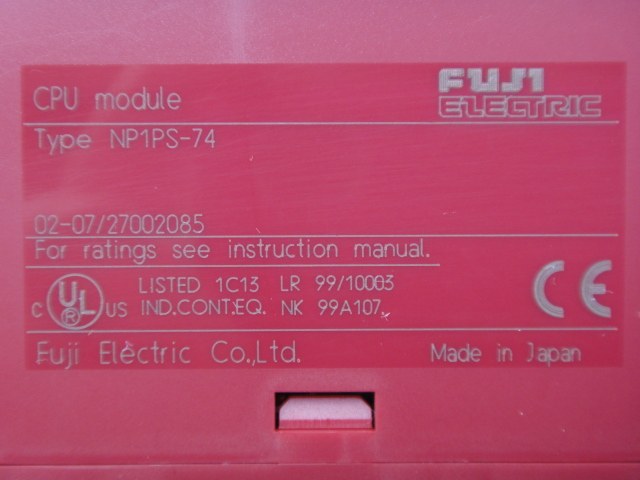 CPU module
FUJI
ELECTRIC
Type NP1PS-74
02-07/27002085
For ratings see instruction manual.
C UL US ®
LISTED 1C13 LR 99/10003
IND.CONT.EQ. NK 99A107
CE
Fuji Electric Co.,Ltd.
Made in Japan